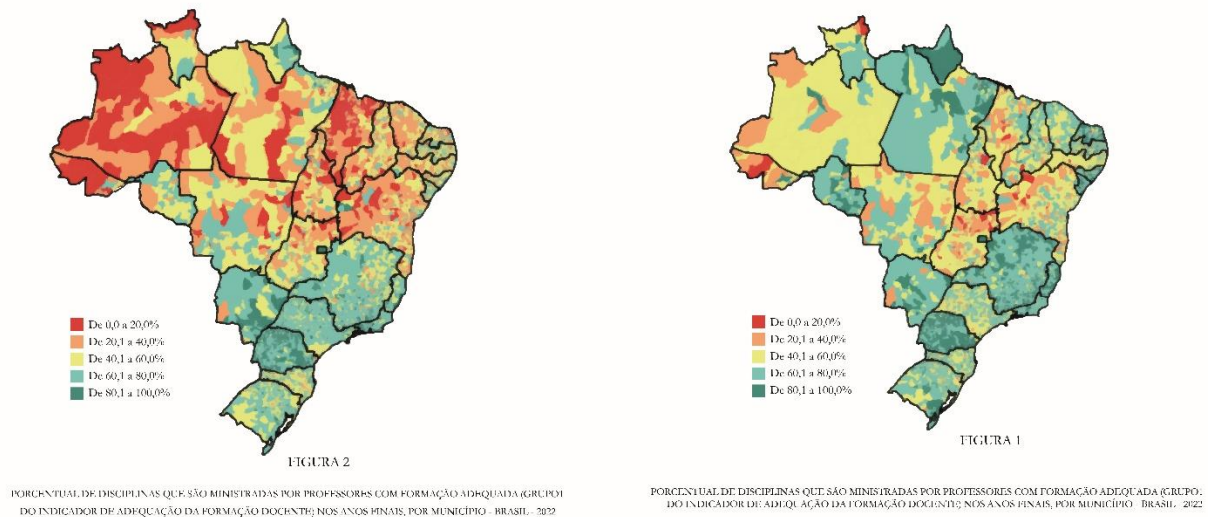 De 0,0 a 20,0%
De 20,1 a 40,0%
De 40,1 a 60,0%
De 60,1 a 80,0%
De 80,1 a 100,0%
FIGURA 2
PORCENTUAL DE DISCIPLINAS QUE SÃO MINISTRADAS POR PROFESSORES COM FORMAÇÃO ADEQUADA (GRUPO1
DO INDICADOR DE ADEQUAÇÃO DA FORMAÇÃO DOCENTE) NOS ANOS FINAIS, POR MUNICÍPIO - BRASIL - 2022
De 0,0 a 20,0%
De 20,1 a 40,0%
De 40,1 a 60,0%
De 60,1 a 80,0%
De 80,1 a 100,0%
FIGURA 1
PORCENTUAL DE DISCIPLINAS QUE SÃO MINISTRADAS POR PROFESSORES COM FORMAÇÃO ADEQUADA (GRUPO1
DO INDICADOR DE ADEQUAÇÃO DA FORMAÇÃO DOCENTE) NOS ANOS FINAIS, POR MUNICÍPIO - BRASIL - 2022